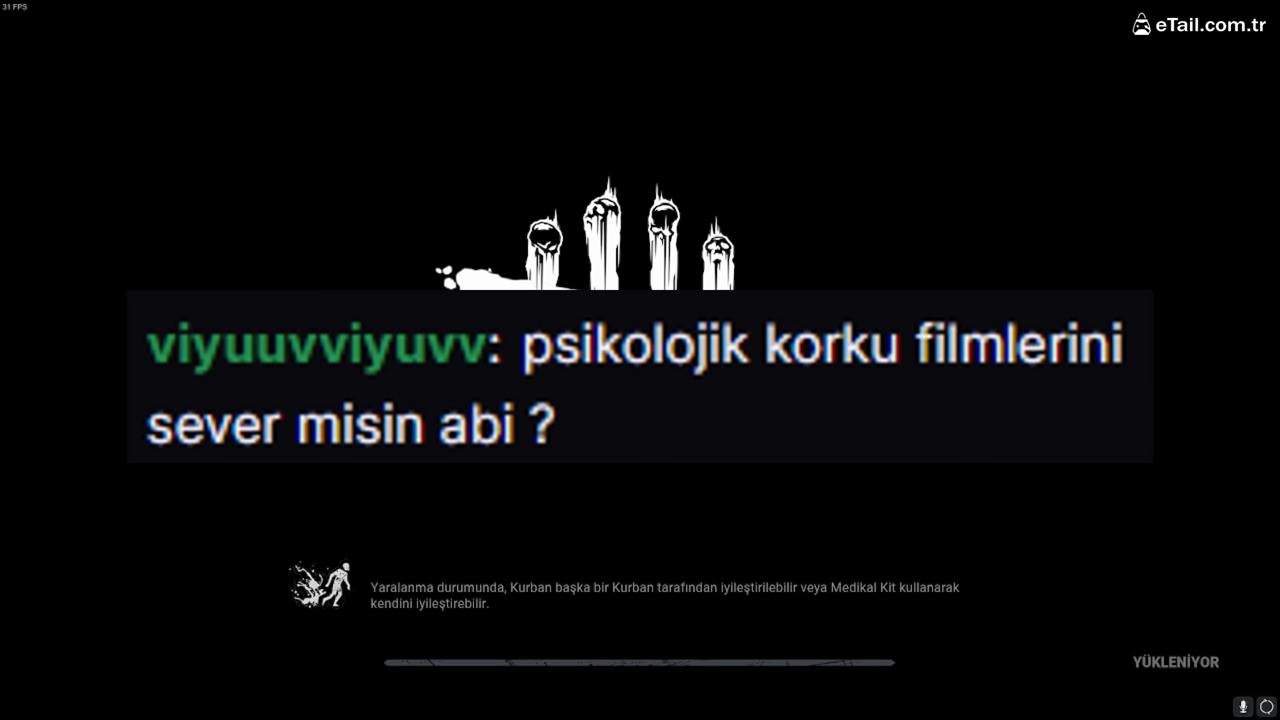 31 FPS
eTail.com.tr
viyuuvviyuvv: psikolojik korku filmlerini
sever misin abi ?
Yaralanma durumunda, Kurban başka bir Kurban tarafından iyileştirilebilir veya Medikal Kit kullanarak
kendini iyileştirebilir.
YÜKLENİYOR